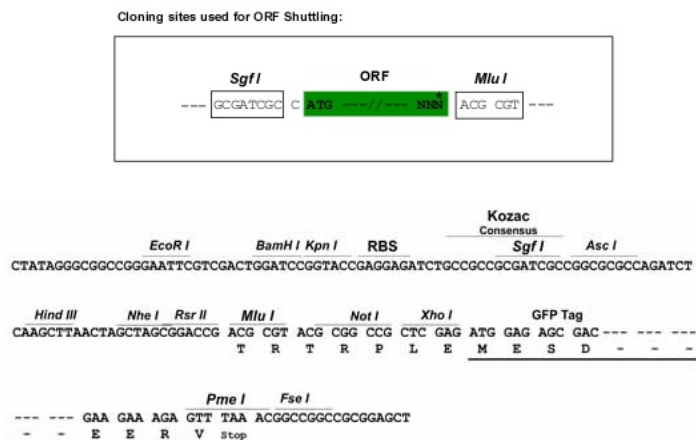 Cloning sites used for ORF Shuttling:
Sgf I ORF Mlu I
--- GCGATCGC C ATG ---//--- NNN* ACG CGT ---
Kozac
Consensus
EcoR I BamH I Kpn I RBS Sgf I Asc I
CTATAGGGCGGCCGGGAATTCGTCGACTGGATCCGGTACCGAGGAGATCTGCCGCCGCGATCGCCGGCGCGCCAGATCT
Hind III Nhe I Rsr II Mlu I Not I Xho I GFP Tag
CAAGCTTAACTAGCTAGCGGACCG ACG CGT ACG CGG CCG CTC GAG ATG GAG AGC GAC--- --- ---
T R T R P L E M E S D - - -
Pme I Fse I
--- --- GAA GAA AGA GTT TAA ACGGCCGGCCGCGGAGCT
- - E E R V Stop